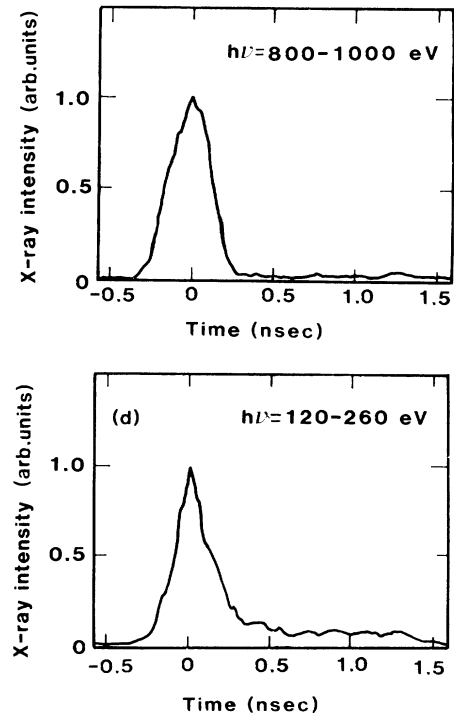 hν=800-1000 eV
X-ray intensity (arb.units)
1.0
0.5
0
-0.5 0 0.5 1.0 1.5
Time (nsec)
(d) hν=120-260 eV
X-ray intensity (arb.units)
1.0
0.5
0
-0.5 0 0.5 1.0 1.5
Time (nsec)